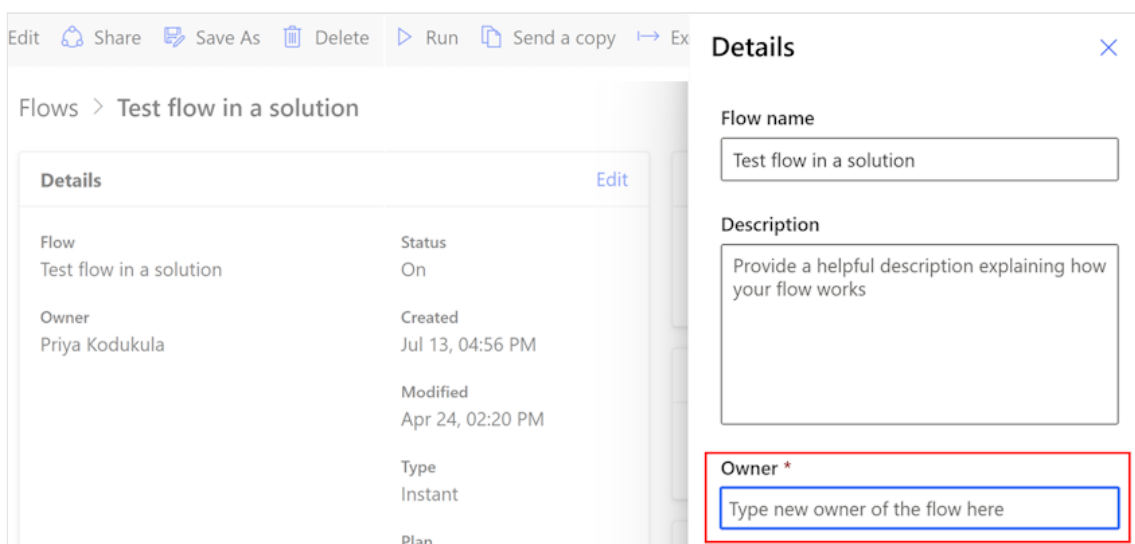 Edit Share Save As Delete Run Send a copy Ex
Flows > Test flow in a solution
Details Edit
Flow
Test flow in a solution
Owner
Priya Kodukula
Status
On
Created
Jul 13, 04:56 PM
Modified
Apr 24, 02:20 PM
Type
Instant
Plan
Details
Flow name
Test flow in a solution
Description
Provide a helpful description explaining how
your flow works
Owner *
Type new owner of the flow here